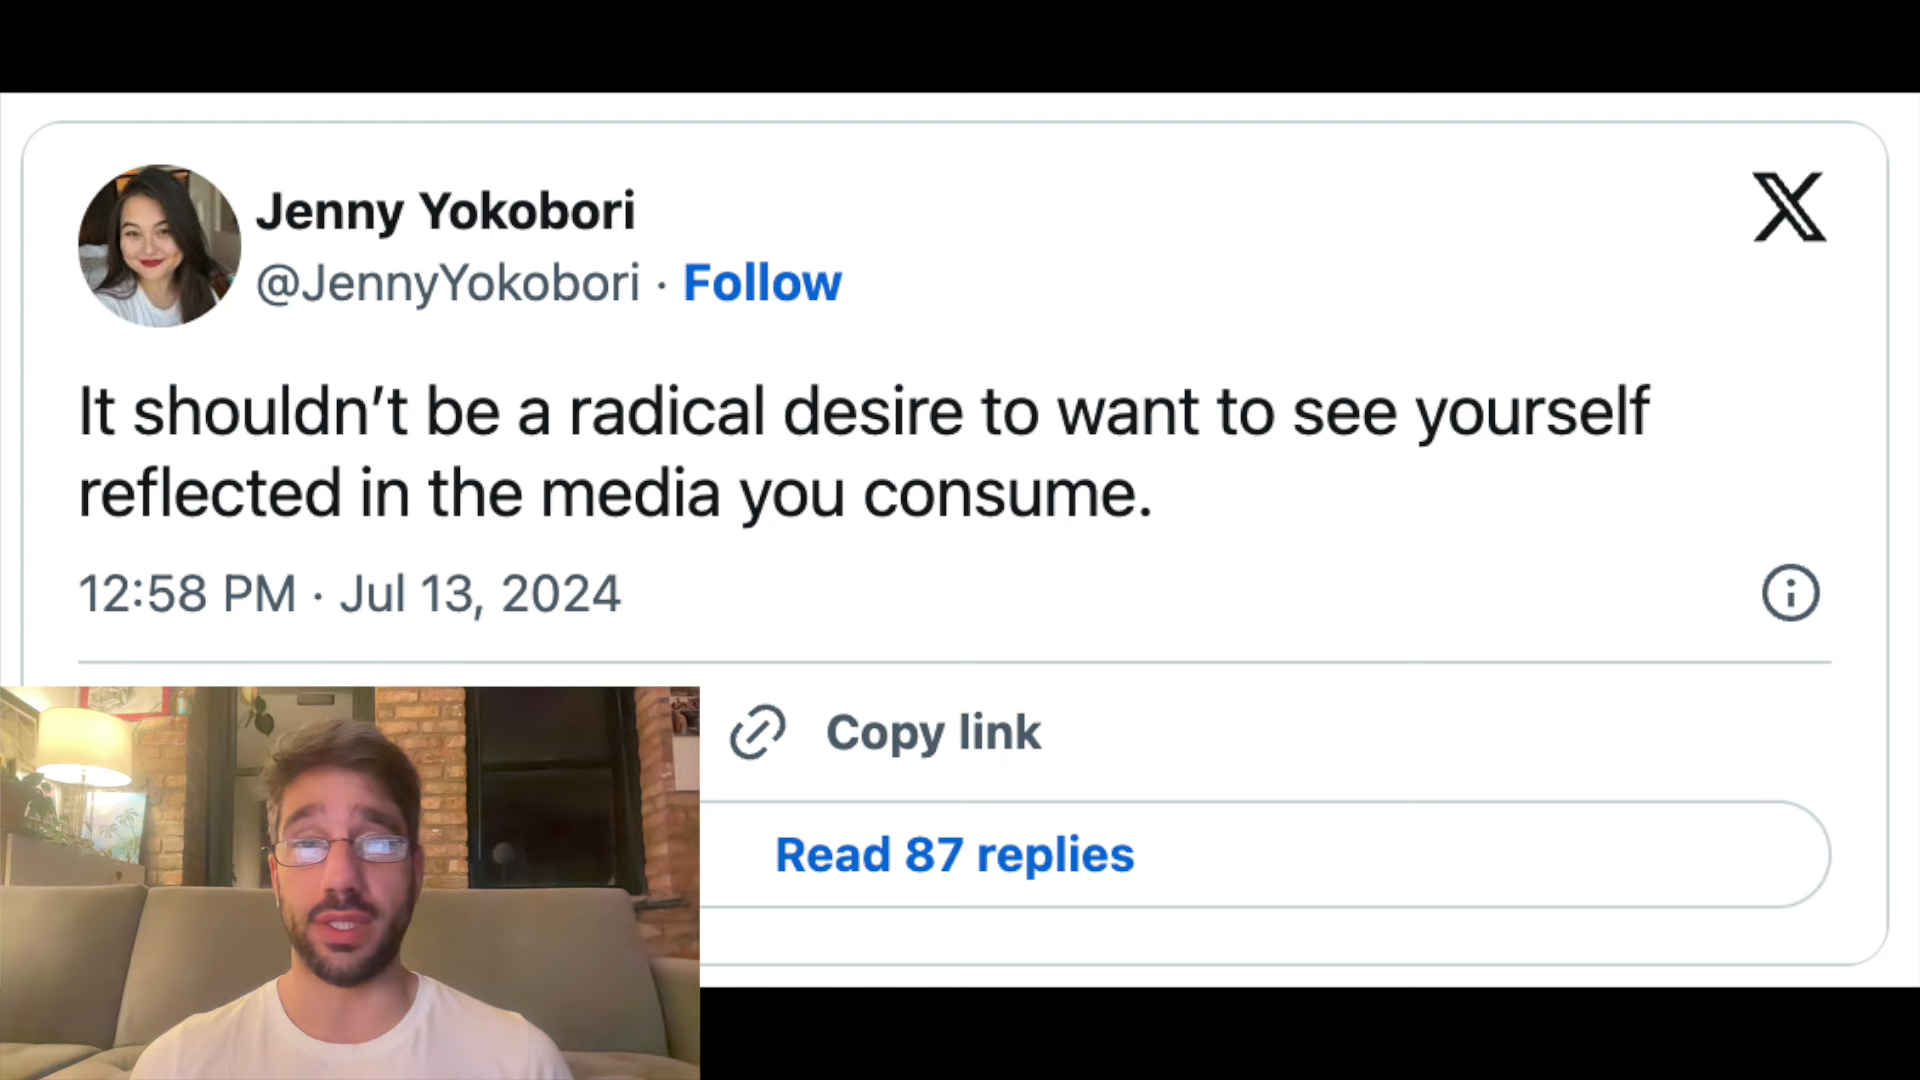 Jenny Yokobori
@JennyYokobori · Follow
It shouldn’t be a radical desire to want to see yourself
reflected in the media you consume.
12:58 PM · Jul 13, 2024
Copy link
Read 87 replies